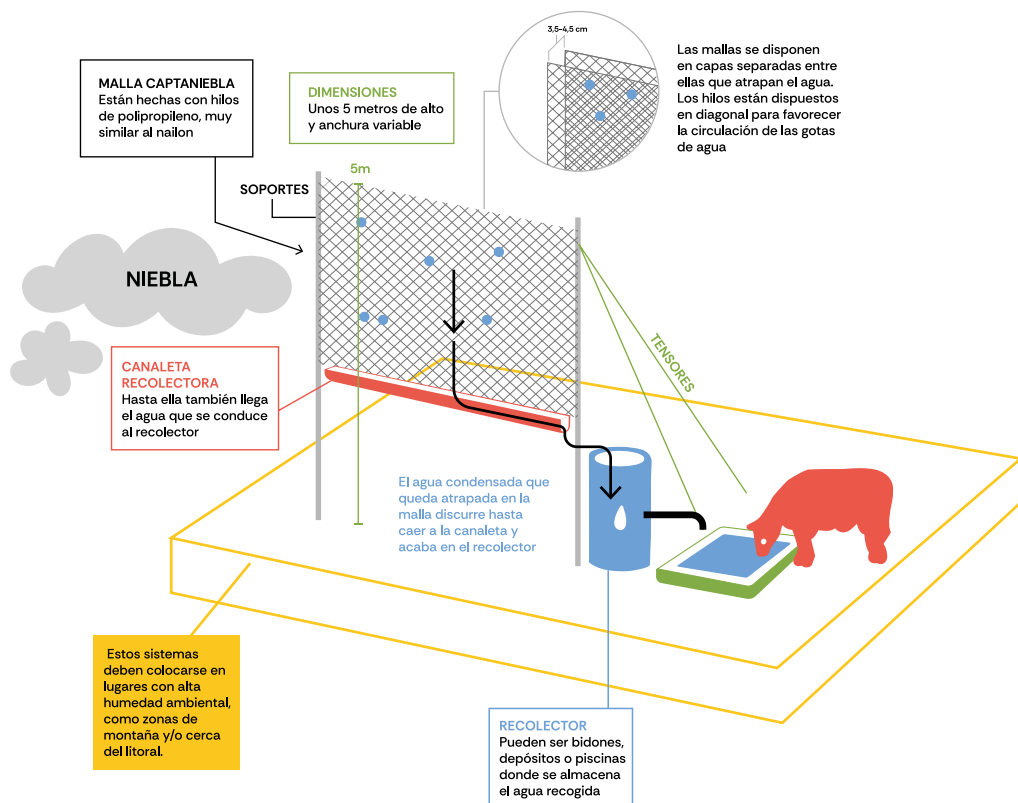 MALLA CAPTANIEBLA
Están hechas con hilos
de polipropileno, muy
similar al nailon
DIMENSIONES
Unos 5 metros de alto
y anchura variable
3,5-4,5 cm
Las mallas se disponen
en capas separadas entre
ellas que atrapan el agua.
Los hilos están dispuestos
en diagonal para favorecer
la circulación de las gotas
de agua
5m
SOPORTES
NIEBLA
TENSORES
CANALETA
RECOLECTORA
Hasta ella también llega
el agua que se conduce
al recolector
El agua condensada que
queda atrapada en la
malla discurre hasta
caer a la canaleta y
acaba en el recolector
Estos sistemas
deben colocarse en
lugares con alta
humedad ambiental,
como zonas de
montaña y/o cerca
del litoral.
RECOLECTOR
Pueden ser bidones,
depósitos o piscinas
donde se almacena
el agua recogida